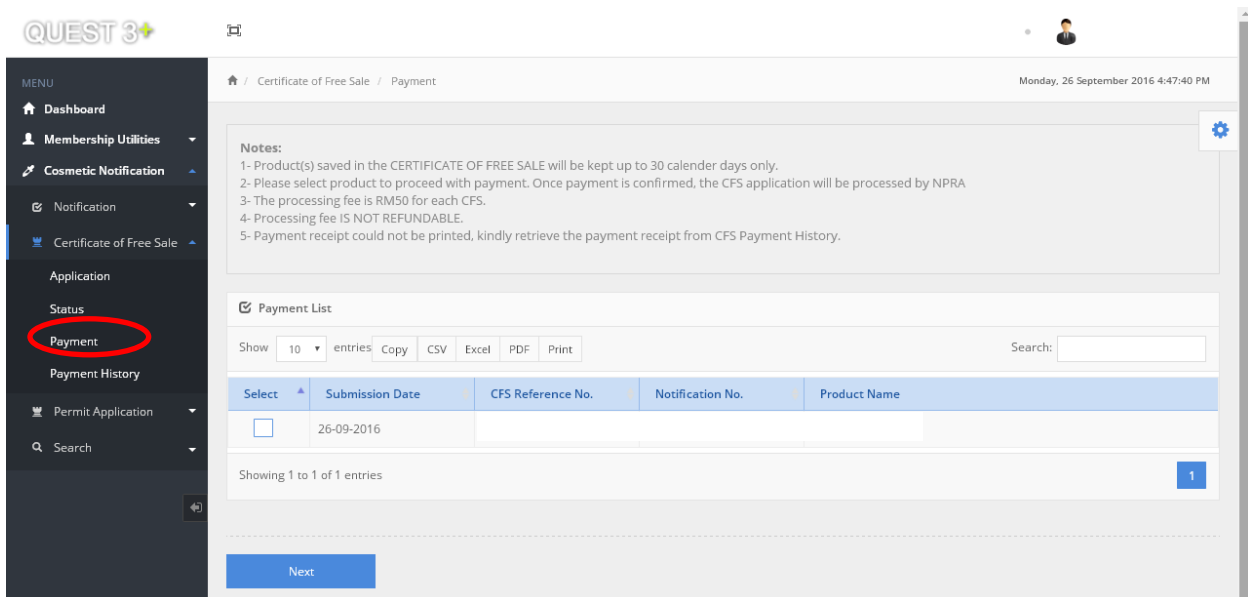 QUEST 3+
MENU
Dashboard
Membership Utilities
Cosmetic Notification
Notification
Certificate of Free Sale
Application
Status
Payment
Payment History
Permit Application
Search
/ Certificate of Free Sale / Payment
Monday, 26 September 2016 4:47:40 PM
Notes:
1- Product(s) saved in the CERTIFICATE OF FREE SALE will be kept up to 30 calender days only.
2- Please select product to proceed with payment. Once payment is confirmed, the CFS application will be processed by NPRA
3- The processing fee is RM50 for each CFS.
4- Processing fee IS NOT REFUNDABLE.
5- Payment receipt could not be printed, kindly retrieve the payment receipt from CFS Payment History.
Payment List
Show 10 entries Copy CSV Excel PDF Print Search:
Select Submission Date CFS Reference No. Notification No. Product Name
26-09-2016
Showing 1 to 1 of 1 entries 1
Next